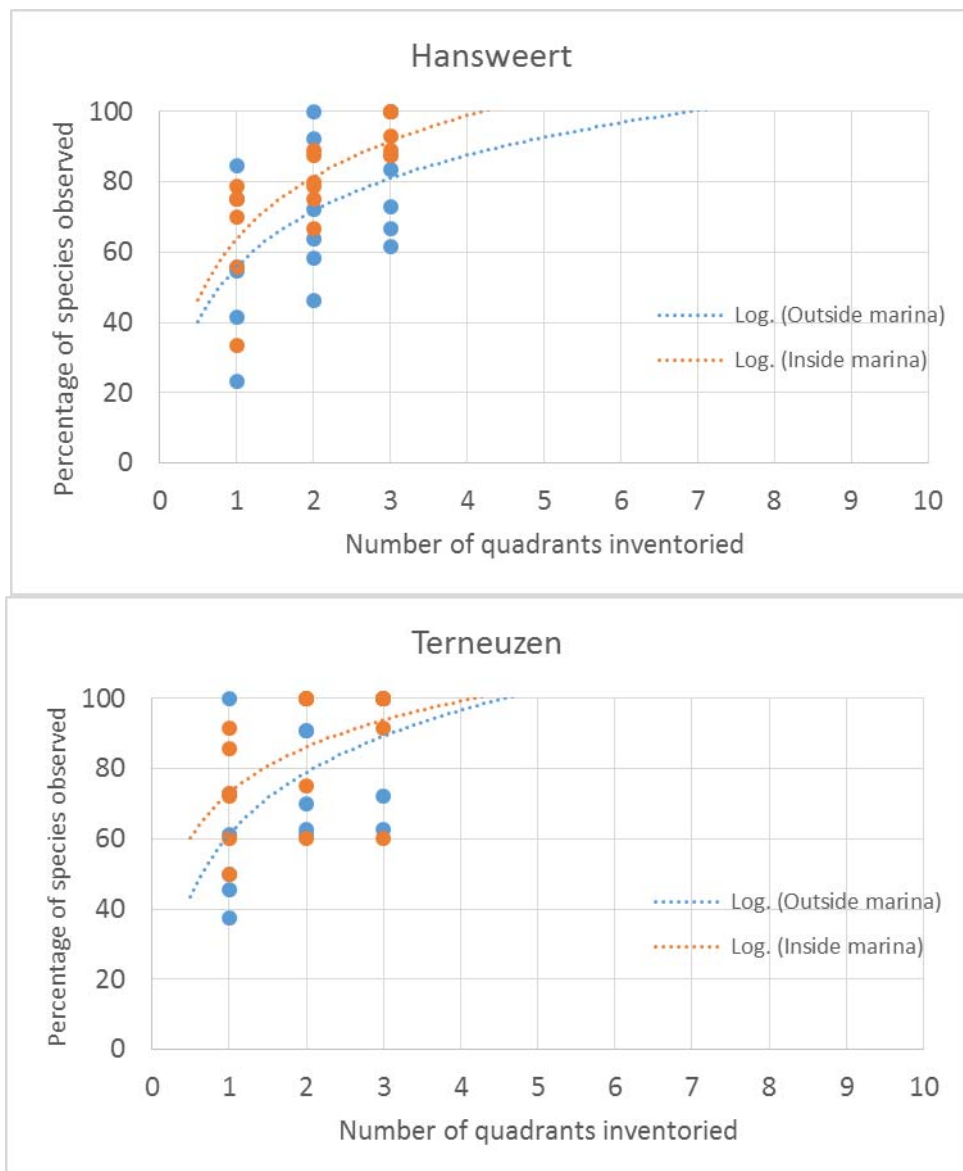 Hansweert
Percentage of species observed
100
80
60
40
20
0
0 1 2 3 4 5 6 7 8 9 10
Number of quadrants inventoried
Log. (Outside marina)
Log. (Inside marina)
Terneuzen
Percentage of species observed
100
80
60
40
20
0
0 1 2 3 4 5 6 7 8 9 10
Number of quadrants inventoried
Log. (Outside marina)
Log. (Inside marina)